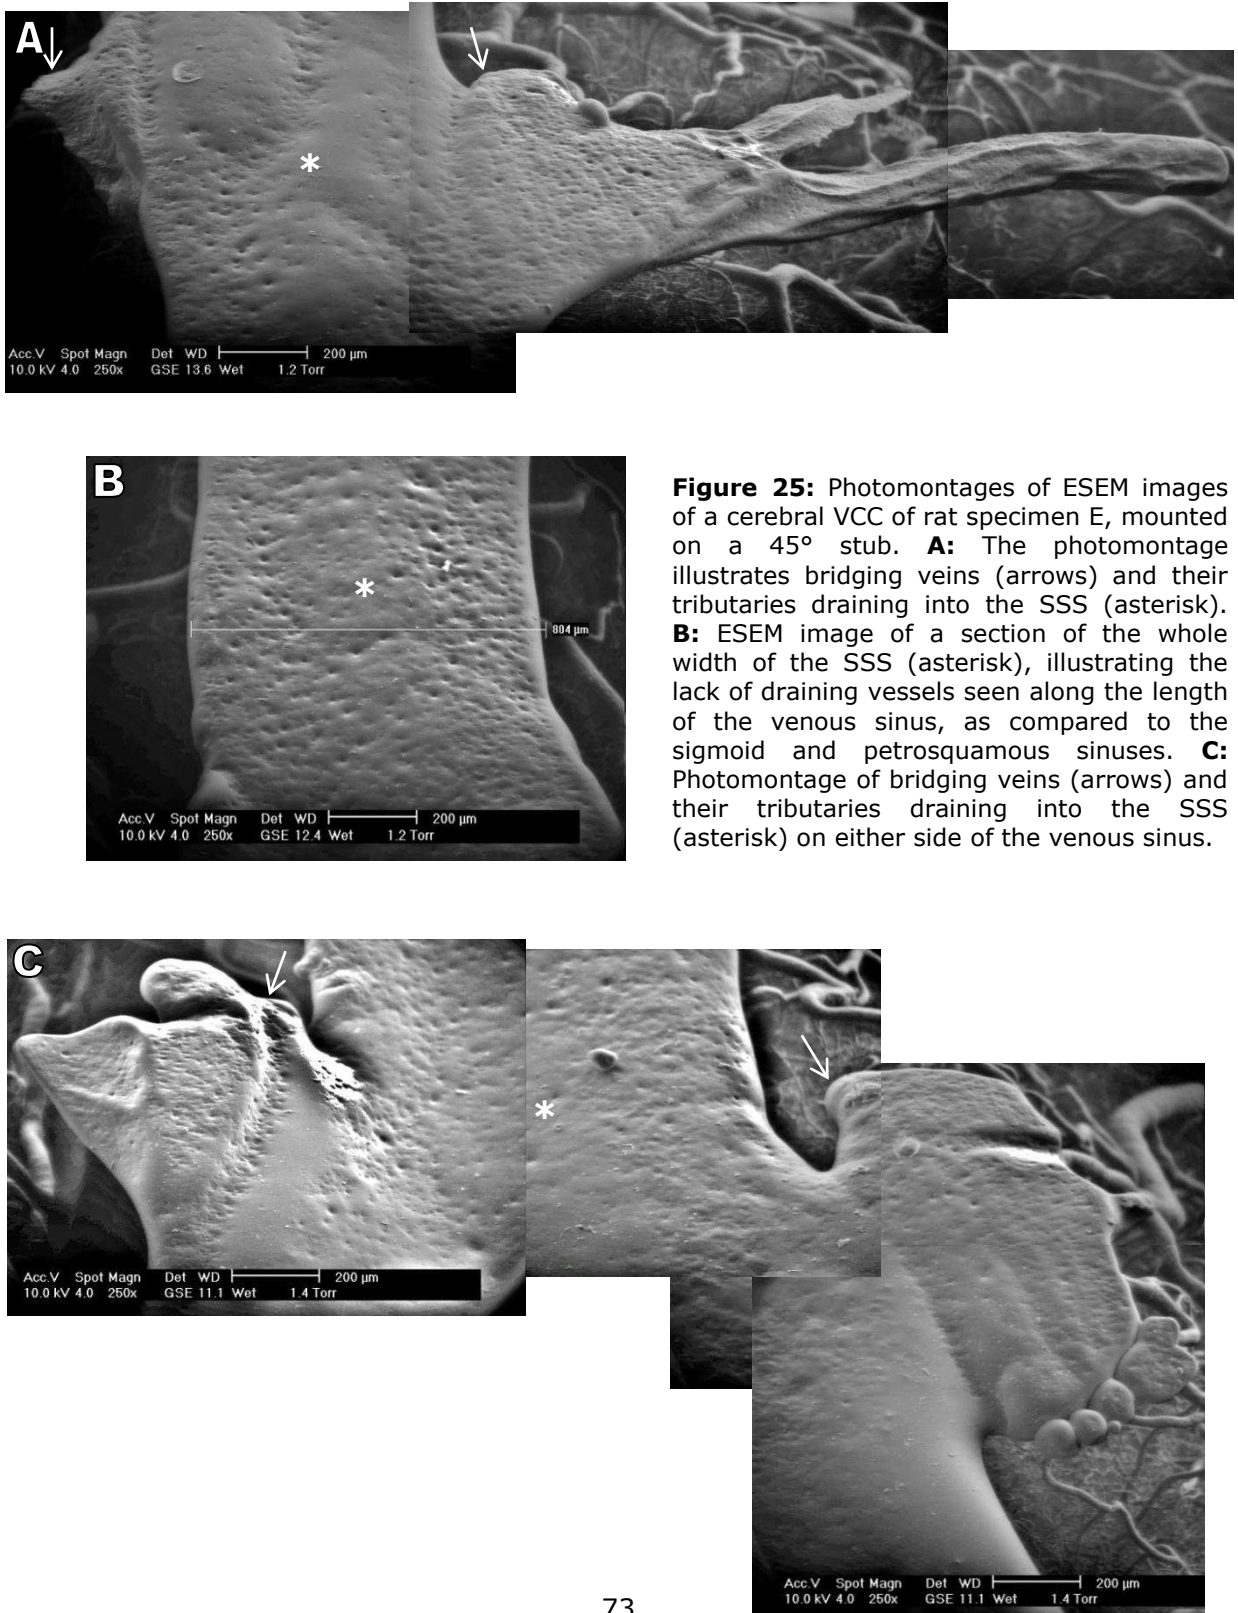 A
*
Acc.V Spot Magn Det WD 200 µm
10.0 kV 4.0 250x GSE 13.6 Wet 1.2 Torr
B
*
804 µm
Acc.V Spot Magn Det WD 200 µm
10.0 kV 4.0 250x GSE 12.4 Wet 1.2 Torr
Figure 25: Photomontages of ESEM images
of a cerebral VCC of rat specimen E, mounted
on a 45° stub. A: The photomontage
illustrates bridging veins (arrows) and their
tributaries draining into the SSS (asterisk).
B: ESEM image of a section of the whole
width of the SSS (asterisk), illustrating the
lack of draining vessels seen along the length
of the venous sinus, as compared to the
sigmoid and petrosquamous sinuses. C:
Photomontage of bridging veins (arrows) and
their tributaries draining into the SSS
(asterisk) on either side of the venous sinus.
C
*
Acc.V Spot Magn Det WD 200 µm
10.0 kV 4.0 250x GSE 11.1 Wet 1.4 Torr
Acc.V Spot Magn Det WD 200 µm
10.0 kV 4.0 250x GSE 11.1 Wet 1.4 Torr
73